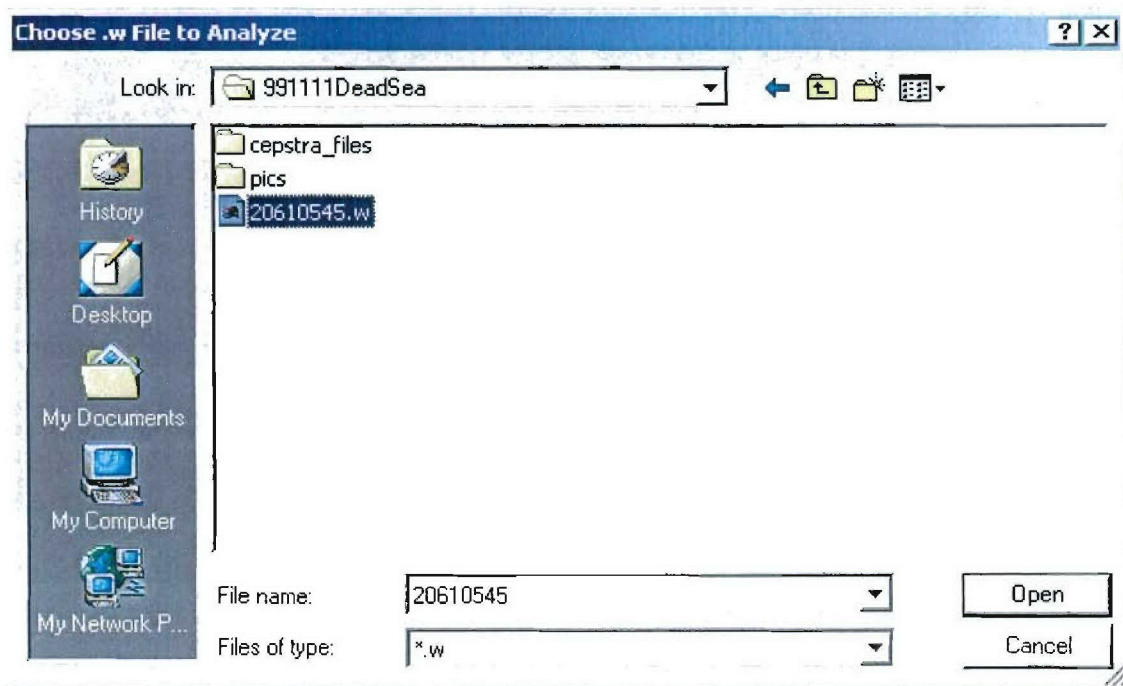 Choose .w File to Analyze
Look in: 991111DeadSea
cepstra_files
pics
20610545.w
History
Desktop
My Documents
My Computer
My Network P...
File name: 20610545 Open
Files of type: *.w Cancel